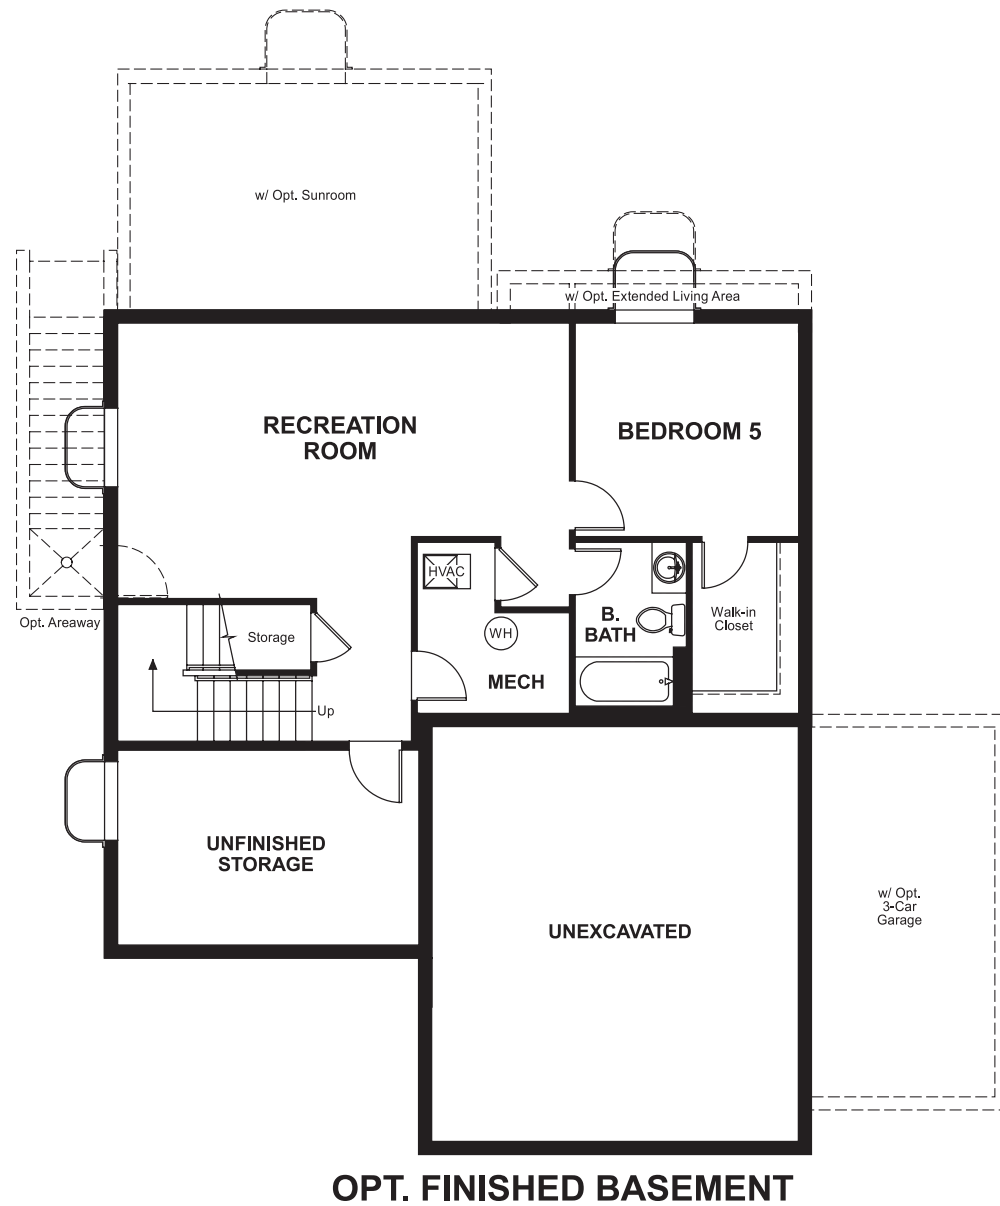 w/ Opt. Sunroom
w/ Opt. Extended Living Area
RECREATION
ROOM
BEDROOM 5
HVAC
Opt. Areaway
Storage
WH
B.
BATH
Walk-in
Closet
MECH
Up
UNFINISHED
STORAGE
w/ Opt.
3-Car
Garage
UNEXCAVATED
OPT. FINISHED BASEMENT